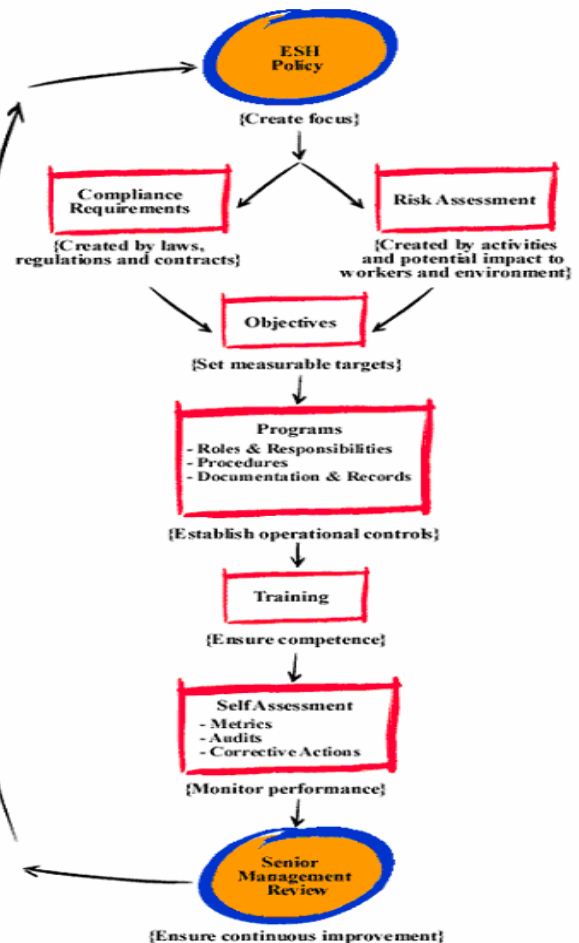 ESH
Policy
{Create focus}
Compliance
Requirements
{Created by laws,
regulations and contracts}
Risk Assessment
{Created by activities
and potential impact to
workers and environment}
Objectives
{Set measurable targets}
Programs
- Roles & Responsibilities
- Procedures
- Documentation & Records
{Establish operational controls}
Training
{Ensure competence}
Self Assessment
- Metrics
- Audits
- Corrective Actions
{Monitor performance}
Senior
Management
Review
{Ensure continuous improvement}